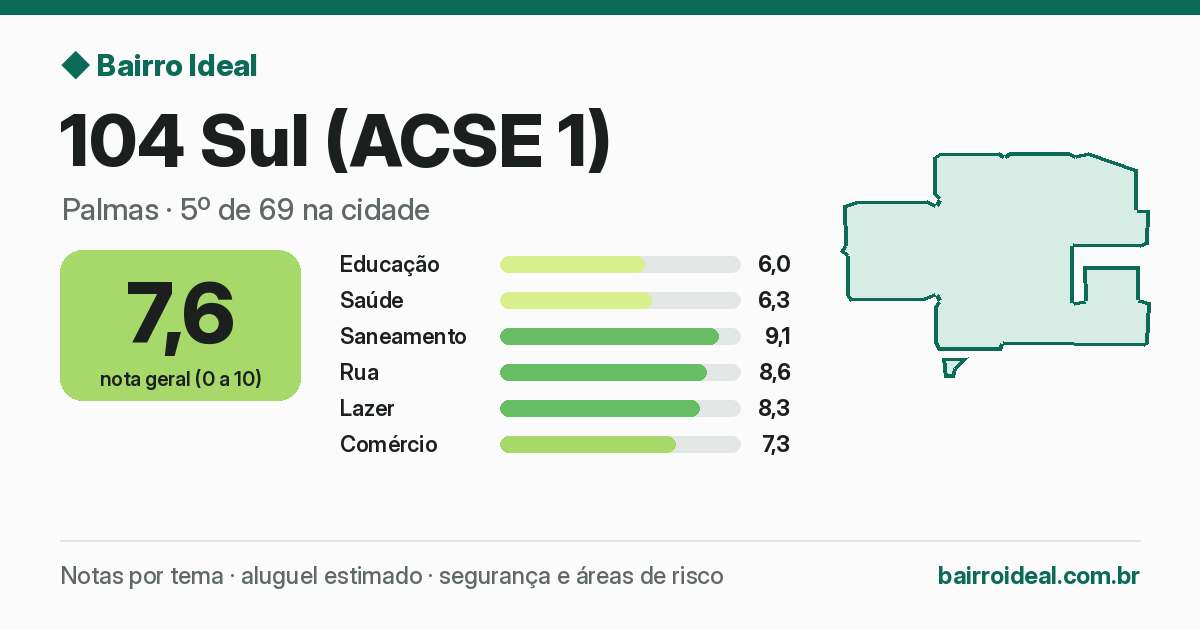 Bairro Ideal
104 Sul (ACSE 1)
Palmas · 5º de 69 na cidade
7,6
nota geral (0 a 10)
Educação 6,0
Saúde 6,3
Saneamento 9,1
Rua 8,6
Lazer 8,3
Comércio 7,3
Notas por tema · aluguel estimado · segurança e áreas de risco
bairroideal.com.br